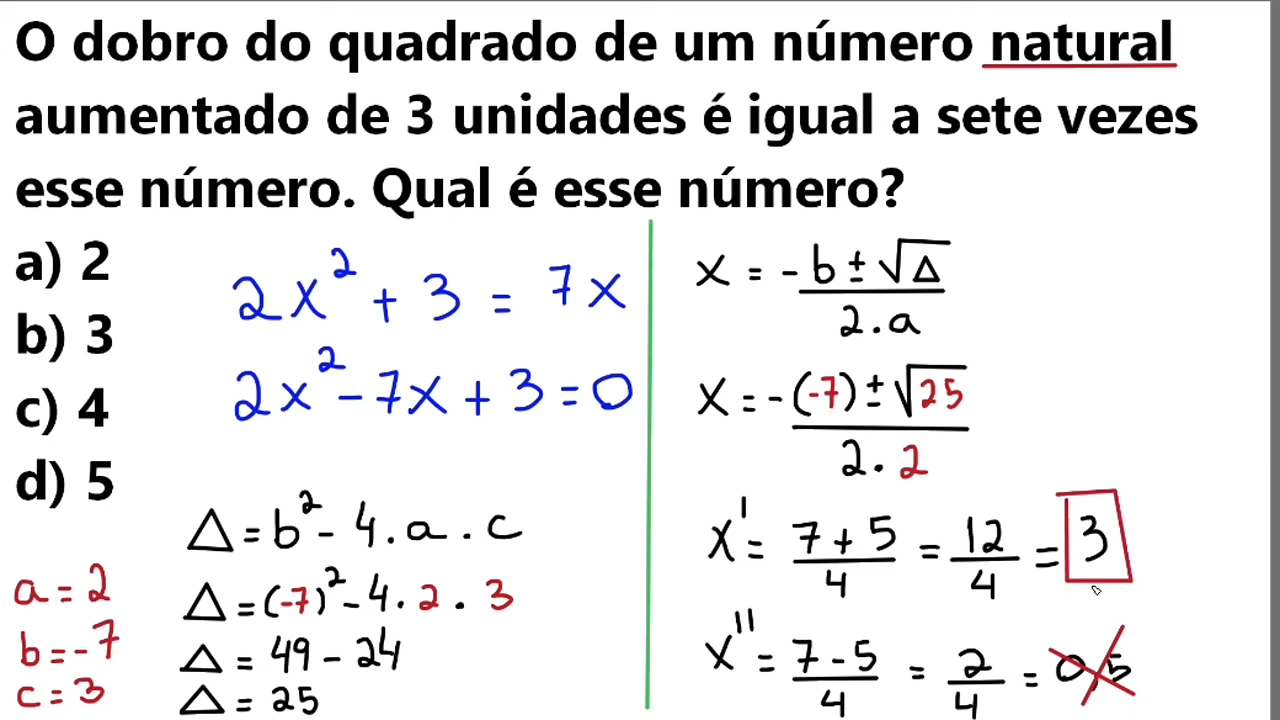 O dobro do quadrado de um número natural
aumentado de 3 unidades é igual a sete vezes
esse número. Qual é esse número?
a) 2
b) 3
c) 4
d) 5
2x² + 3 = 7x
2x² - 7x + 3 = 0
a = 2
b = -7
c = 3
Δ = b² - 4 . a . c
Δ = (-7)² - 4 . 2 . 3
Δ = 49 - 24
Δ = 25
x = -b ± √Δ / 2 . a
x = -(-7) ± √25 / 2 . 2
x' = 7 + 5 / 4 = 12 / 4 = 3
x'' = 7 - 5 / 4 = 2 / 4 = 0,5